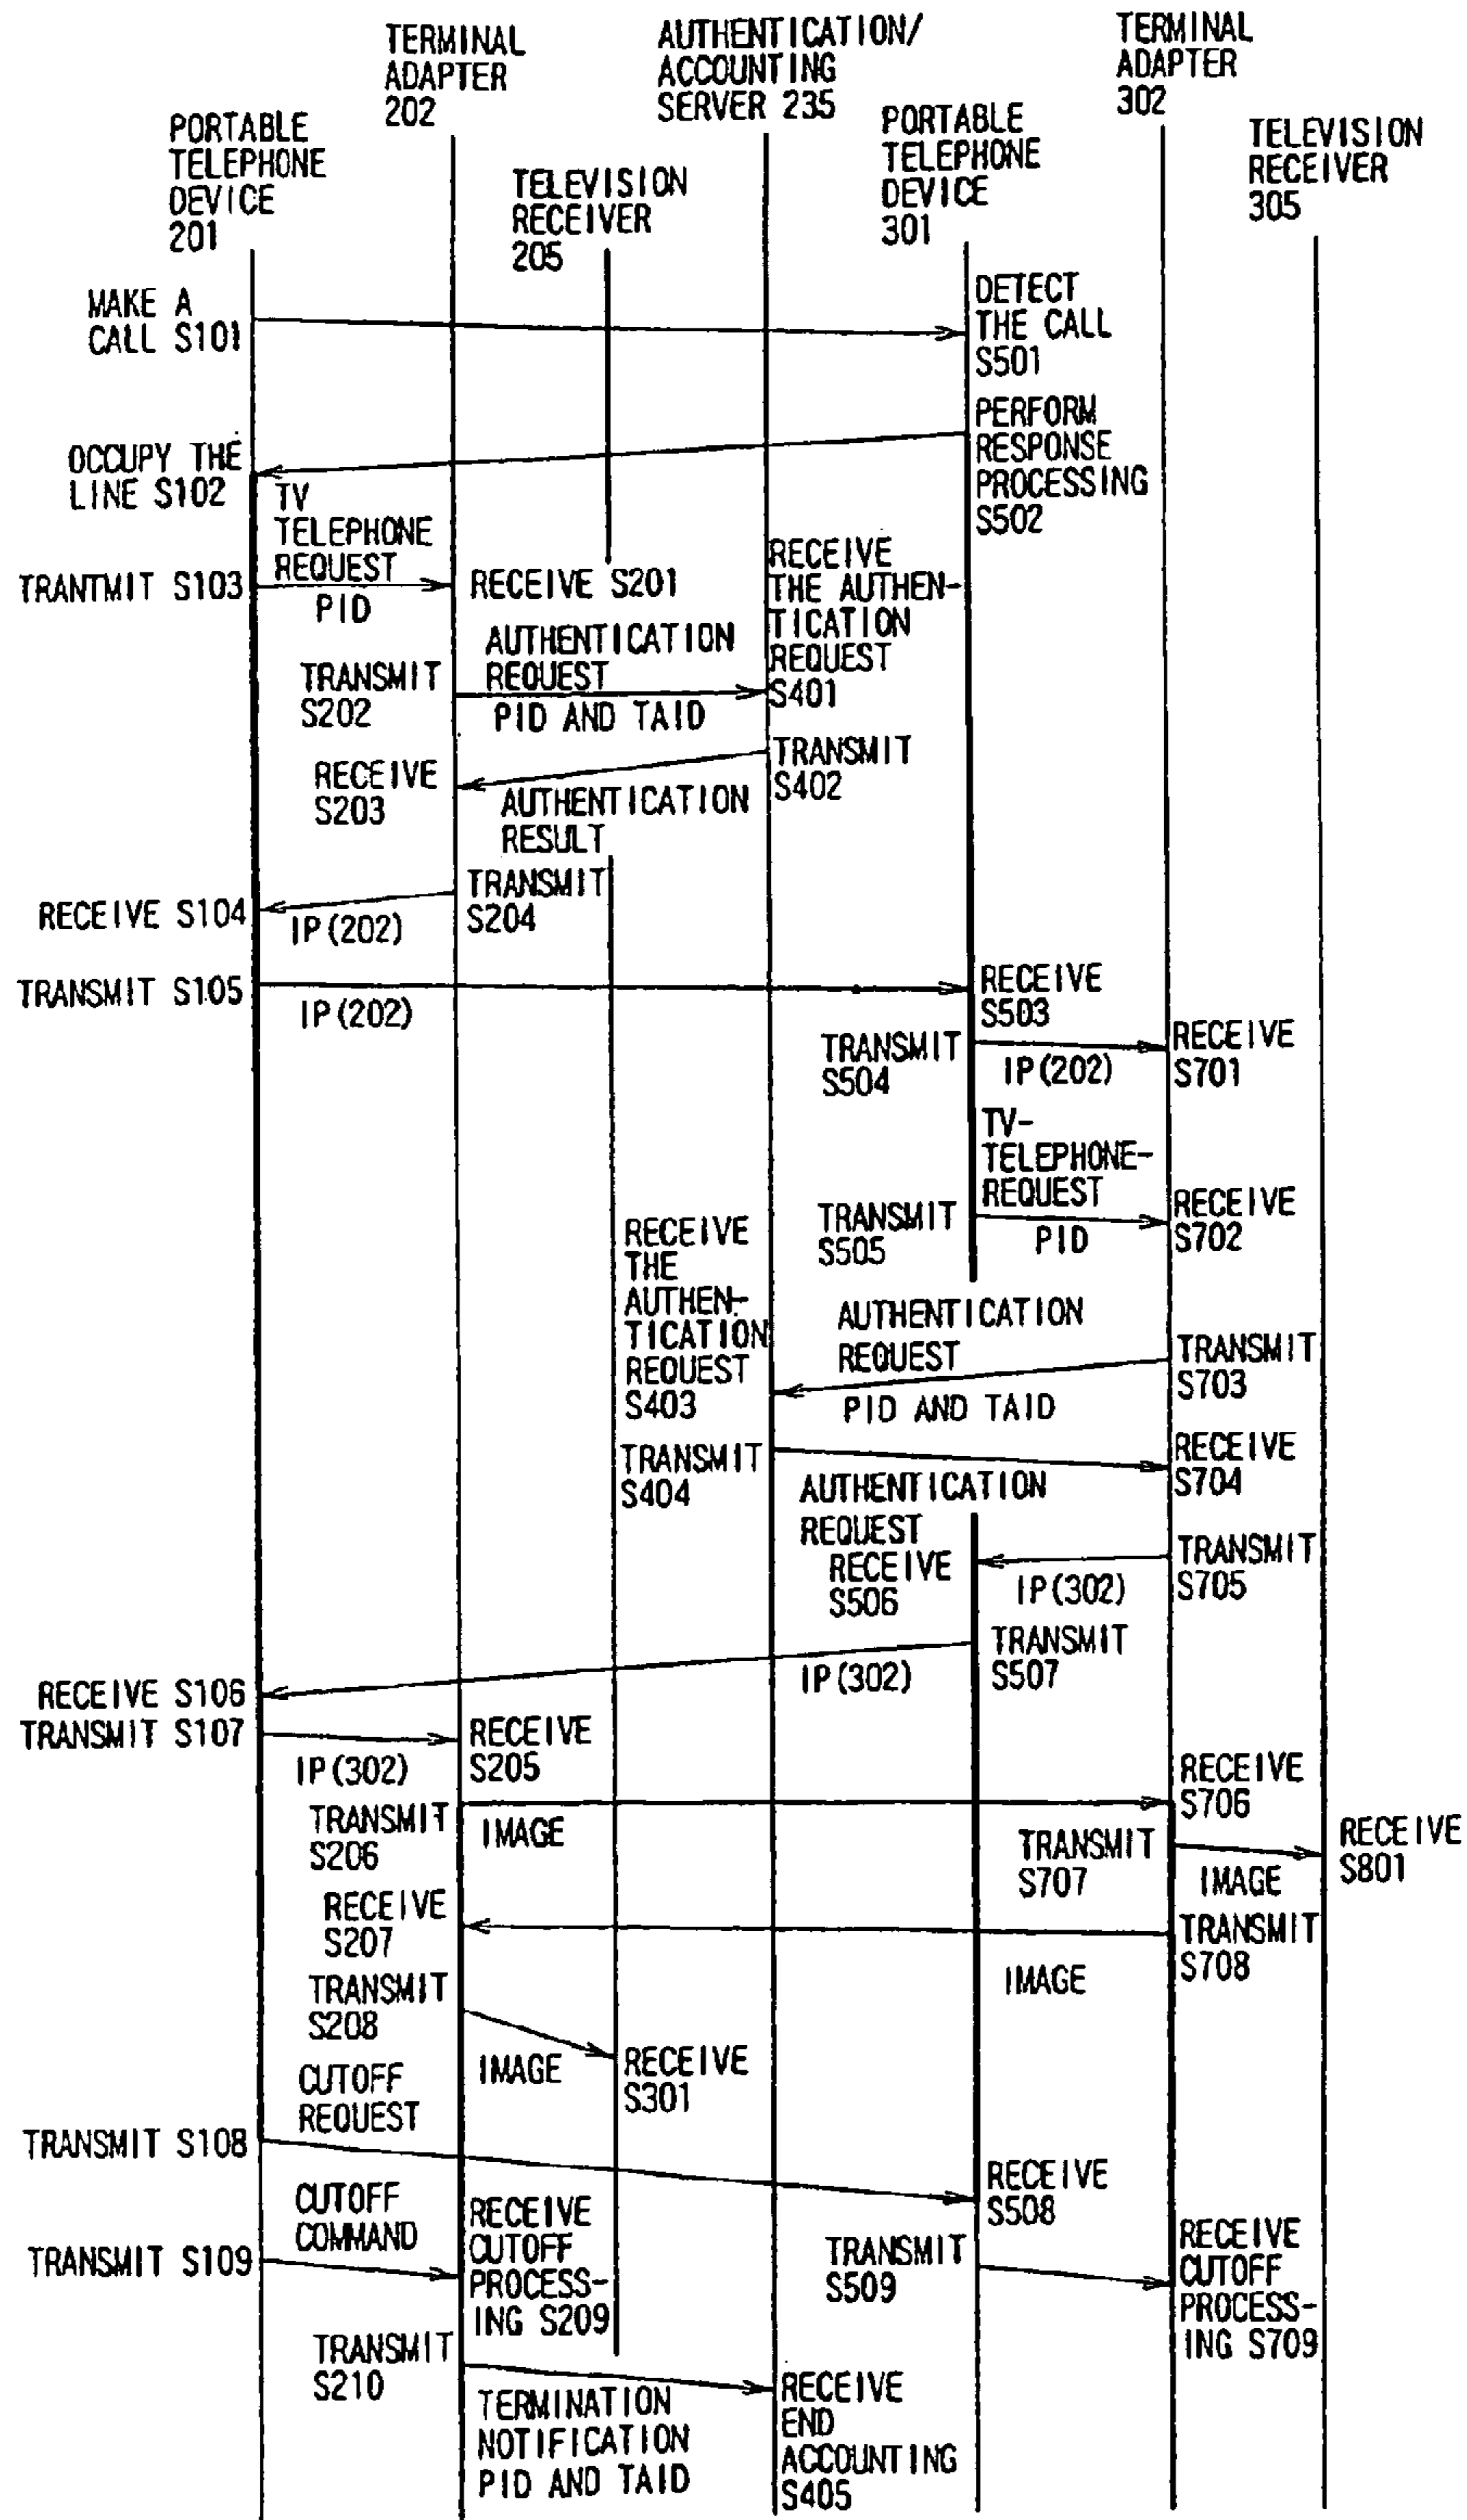 TERMINAL
ADAPTER
202
AUTHENTICATION/
ACCOUNTING
SERVER 235
TERMINAL
ADAPTER
302
PORTABLE
TELEPHONE
DEVICE
201
TELEVISION
RECEIVER
205
PORTABLE
TELEPHONE
DEVICE
301
TELEVISION
RECEIVER
305
MAKE A
CALL S101
DETECT
THE CALL
S501
PERFORM
RESPONSE
PROCESSING
S502
OCCUPY THE
LINE S102
TV
TELEPHONE
REQUEST
TRANTMIT S103
PID
RECEIVE S201
RECEIVE
THE AUTHEN-
TICATION
REQUEST
S401
AUTHENTICATION
REQUEST
TRANSMIT
S202
PID AND TAID
TRANSMIT
S402
RECEIVE
S203
AUTHENTICATION
RESULT
TRANSMIT
S204
RECEIVE S104
IP(202)
TRANSMIT S105
IP(202)
RECEIVE
S503
TRANSMIT
S504
IP(202)
RECEIVE
S701
TV-
TELEPHONE-
REQUEST
TRANSMIT
S505
PID
RECEIVE
S702
RECEIVE
THE
AUTHEN-
TICATION
REQUEST
S403
AUTHENTICATION
REQUEST
TRANSMIT
S703
PID AND TAID
TRANSMIT
S404
RECEIVE
S704
AUTHENTICATION
REQUEST
RECEIVE
S506
TRANSMIT
S705
IP(302)
TRANSMIT
S507
IP(302)
RECEIVE S106
TRANSMIT S107
IP(302)
RECEIVE
S205
TRANSMIT
S206
IMAGE
RECEIVE
S706
TRANSMIT
S707
IMAGE
RECEIVE
S801
RECEIVE
S207
TRANSMIT
S708
IMAGE
TRANSMIT
S208
IMAGE
RECEIVE
S301
CUTOFF
REQUEST
TRANSMIT S108
RECEIVE
S508
CUTOFF
COMMAND
TRANSMIT S109
RECEIVE
CUTOFF
PROCESS-
ING S209
TRANSMIT
S509
RECEIVE
CUTOFF
PROCESS-
ING S709
TRANSMIT
S210
TERMINATION
NOTIFICATION
PID AND TAID
RECEIVE
END
ACCOUNTING
S405